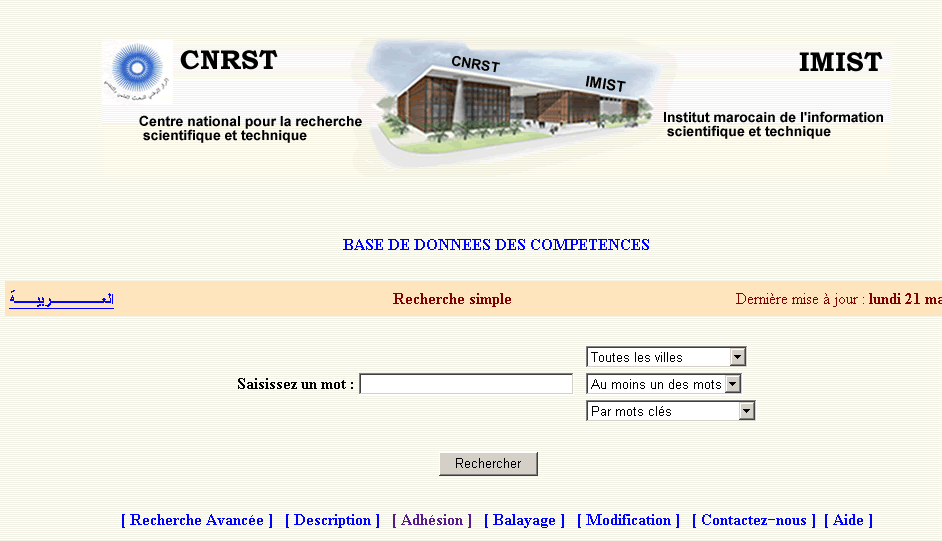 CNRST
IMIST
CNRST
IMIST
Centre national pour la recherche
scientifique et technique
Institut marocain de l'information
scientifique et technique
BASE DE DONNEES DES COMPETENCES
العـــــــربيـــــة
Recherche simple
Dernière mise à jour : lundi 21 ma
Toutes les villes
Saisissez un mot :
Au moins un des mots
Par mots clés
Rechercher
[ Recherche Avancée ] [ Description ] [ Adhésion ] [ Balayage ] [ Modification ] [ Contactez-nous ] [ Aide ]